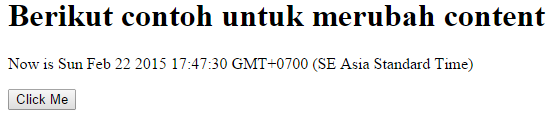 Berikut contoh untuk merubah content
Now is Sun Feb 22 2015 17:47:30 GMT+0700 (SE Asia Standard Time)
Click Me